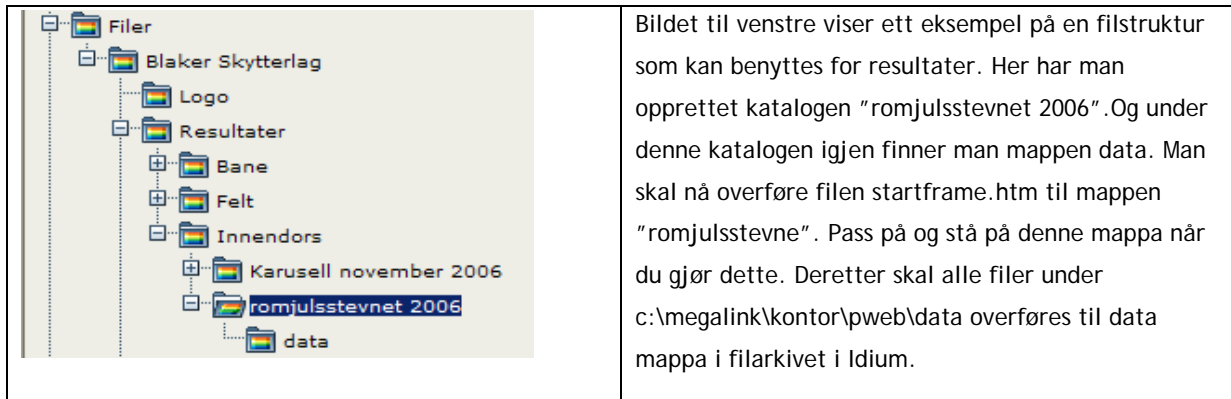 Filer
Blaker Skytterlag
Logo
Resultater
Bane
Felt
Innendors
Karusell november 2006
romjulsstevnet 2006
data
Bildet til venstre viser ett eksempel på en filstruktur
som kan benyttes for resultater. Her har man
opprettet katalogen ”romjulsstevnet 2006”.Og under
denne katalogen igjen finner man mappen data. Man
skal nå overføre filen startframe.htm til mappen
”romjulsstevne”. Pass på og stå på denne mappa når
du gjør dette. Deretter skal alle filer under
c:\megalink\kontor\pweb\data overføres til data
mappa i filarkivet i Idium.